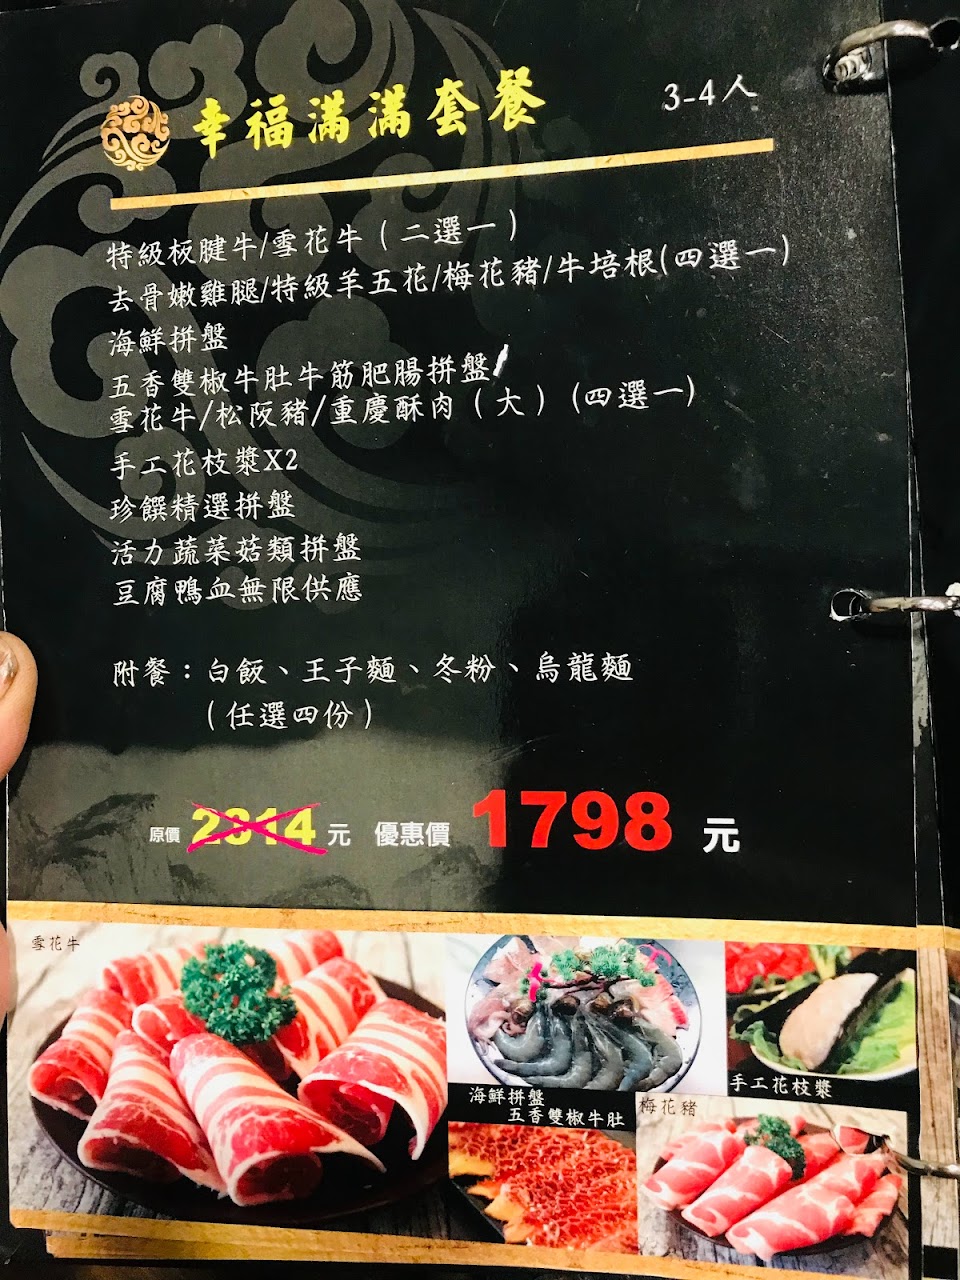 幸福滿滿套餐 3-4人
特級板腱牛/雪花牛（二選一）
去骨嫩雞腿/特級羊五花/梅花豬/牛培根(四選一)
海鮮拼盤
五香雙椒牛肚牛筋肥腸拼盤/
雪花牛/松阪豬/重慶酥肉（大）(四選一)
手工花枝漿X2
珍饌精選拼盤
活力蔬菜菇類拼盤
豆腐鴨血無限供應
附餐：白飯、王子麵、冬粉、烏龍麵
（任選四份）
原價 2314 元 優惠價 1798 元
雪花牛
海鮮拼盤
手工花枝漿
五香雙椒牛肚
梅花豬